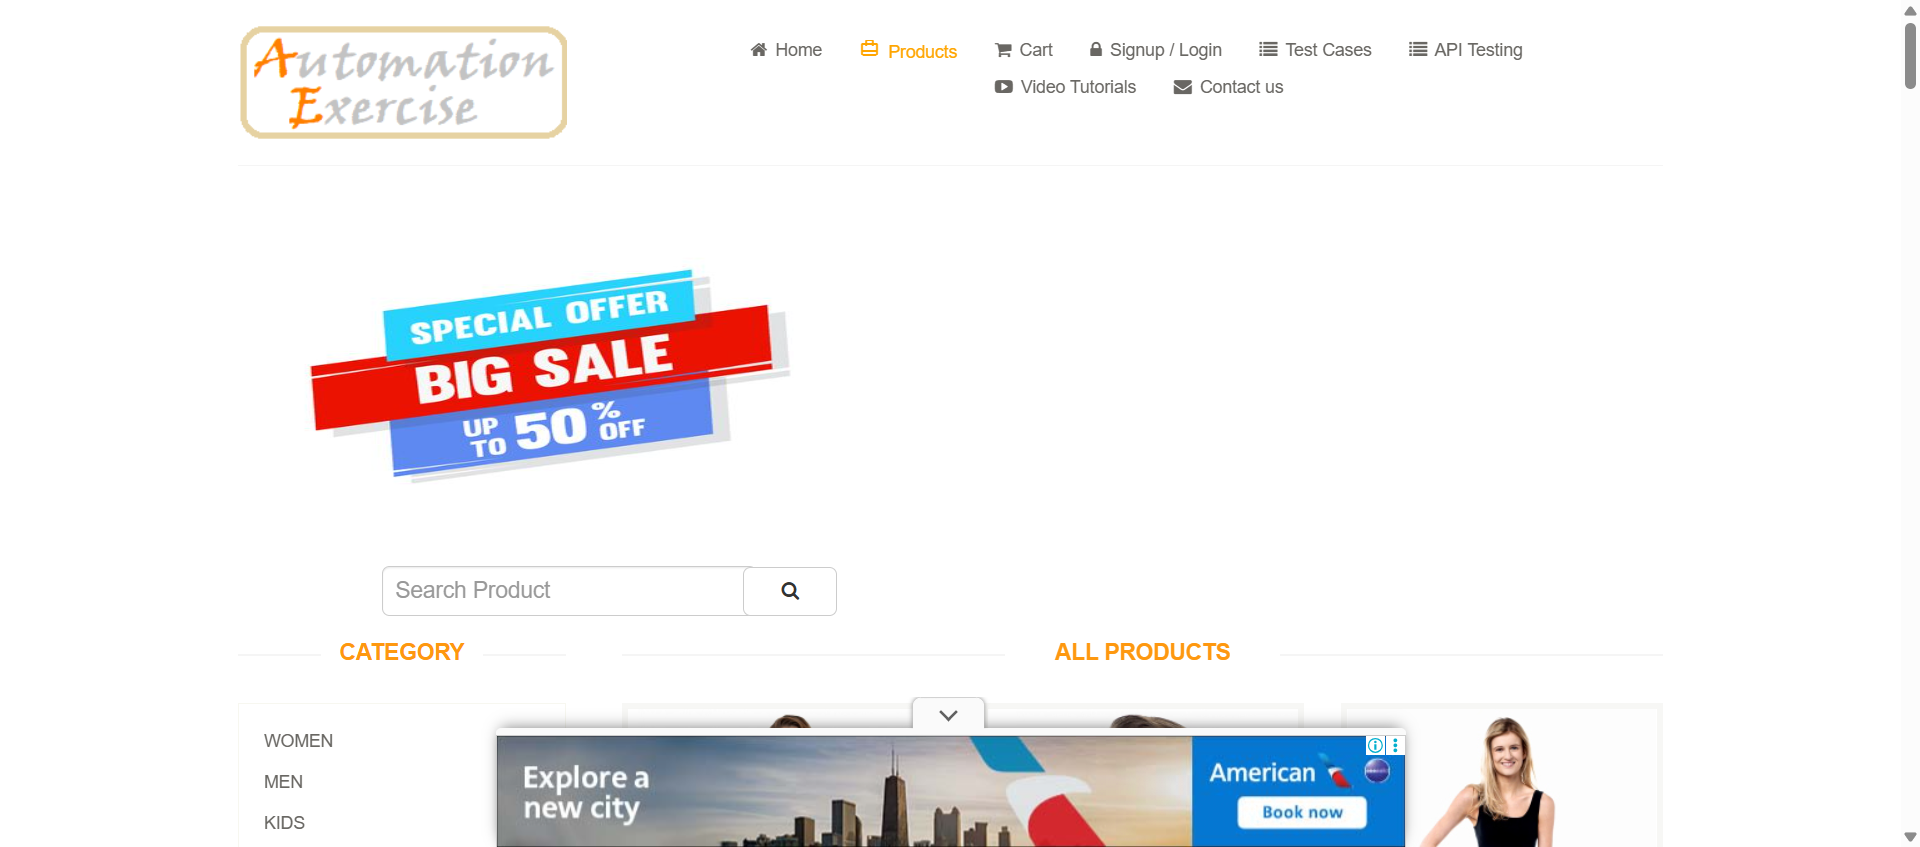 Automation
Exercise
Home
Products
Cart
Signup / Login
Test Cases
API Testing
Video Tutorials
Contact us
SPECIAL OFFER
BIG SALE
UP TO 50% OFF
Search Product
CATEGORY
ALL PRODUCTS
WOMEN
MEN
KIDS
Explore a
new city
American
Book now